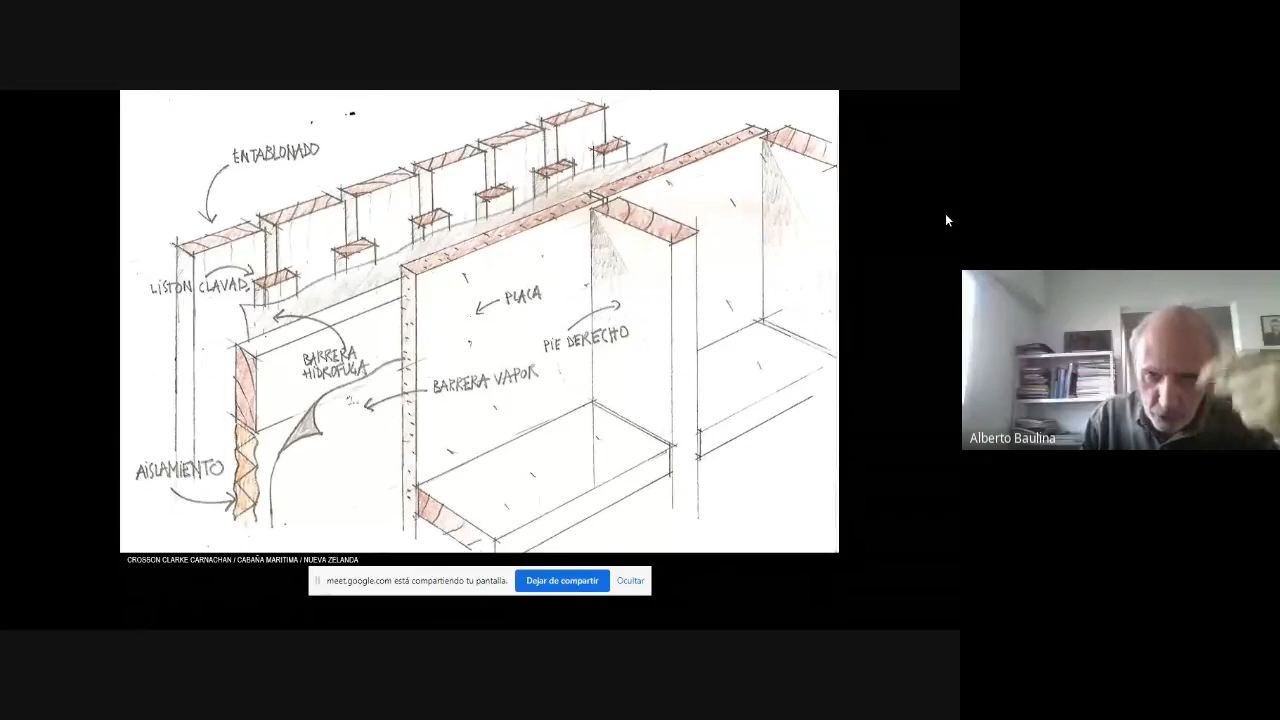 ENTABLONADO
LISTON CLAVAD.
BARRERA
HIDROFUGA
PLACA
PIE DERECHO
BARRERA VAPOR
AISLAMIENTO
Alberto Baulina
CROSSON CLARKE CARNACHAN / CABAÑA MARITIMA / NUEVA ZELANDA
meet.google.com está compartiendo tu pantalla.
Dejar de compartir
Ocultar